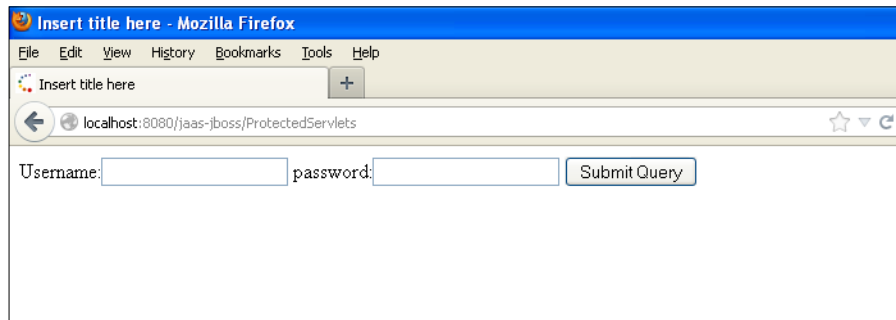 Insert title here - Mozilla Firefox
File Edit View History Bookmarks Tools Help
Insert title here +
localhost:8080/jaas-jboss/ProtectedServlets
Username: password: Submit Query